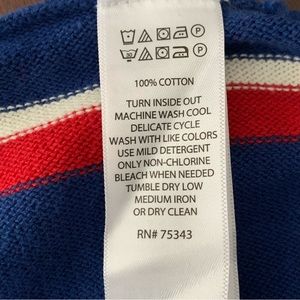 100% COTTON
TURN INSIDE OUT
MACHINE WASH COOL
DELICATE CYCLE
WASH WITH LIKE COLORS
USE MILD DETERGENT
ONLY NON-CHLORINE
BLEACH WHEN NEEDED
TUMBLE DRY LOW
MEDIUM IRON
OR DRY CLEAN
RN# 75343